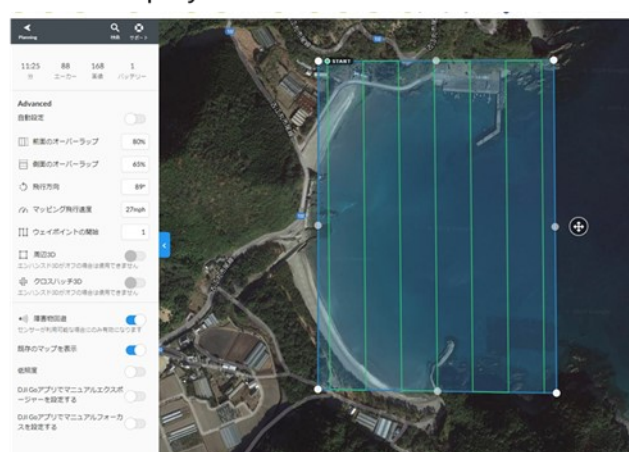 Planning
検索
サポート
11:25
88
168
1
分
エーカー
画像
バッテリー
Advanced
自動設定
前面のオーバーラップ
80%
側面のオーバーラップ
65%
飛行方向
89°
マッピング飛行速度
27mph
ウェイポイントの開始
1
周辺3D
エンハンスト3Dがオフの場合は使用できません
クロスハッチ3D
エンハンスト3Dがオフの場合は使用できません
障害物回避
センサーが利用可能な場合にのみ有効になります
既存のマップを表示
低照度
DJI Goアプリでマニュアルエクスポ
ージャーを設定する
DJI Goアプリでマニュアルフォーカ
スを設定する
START